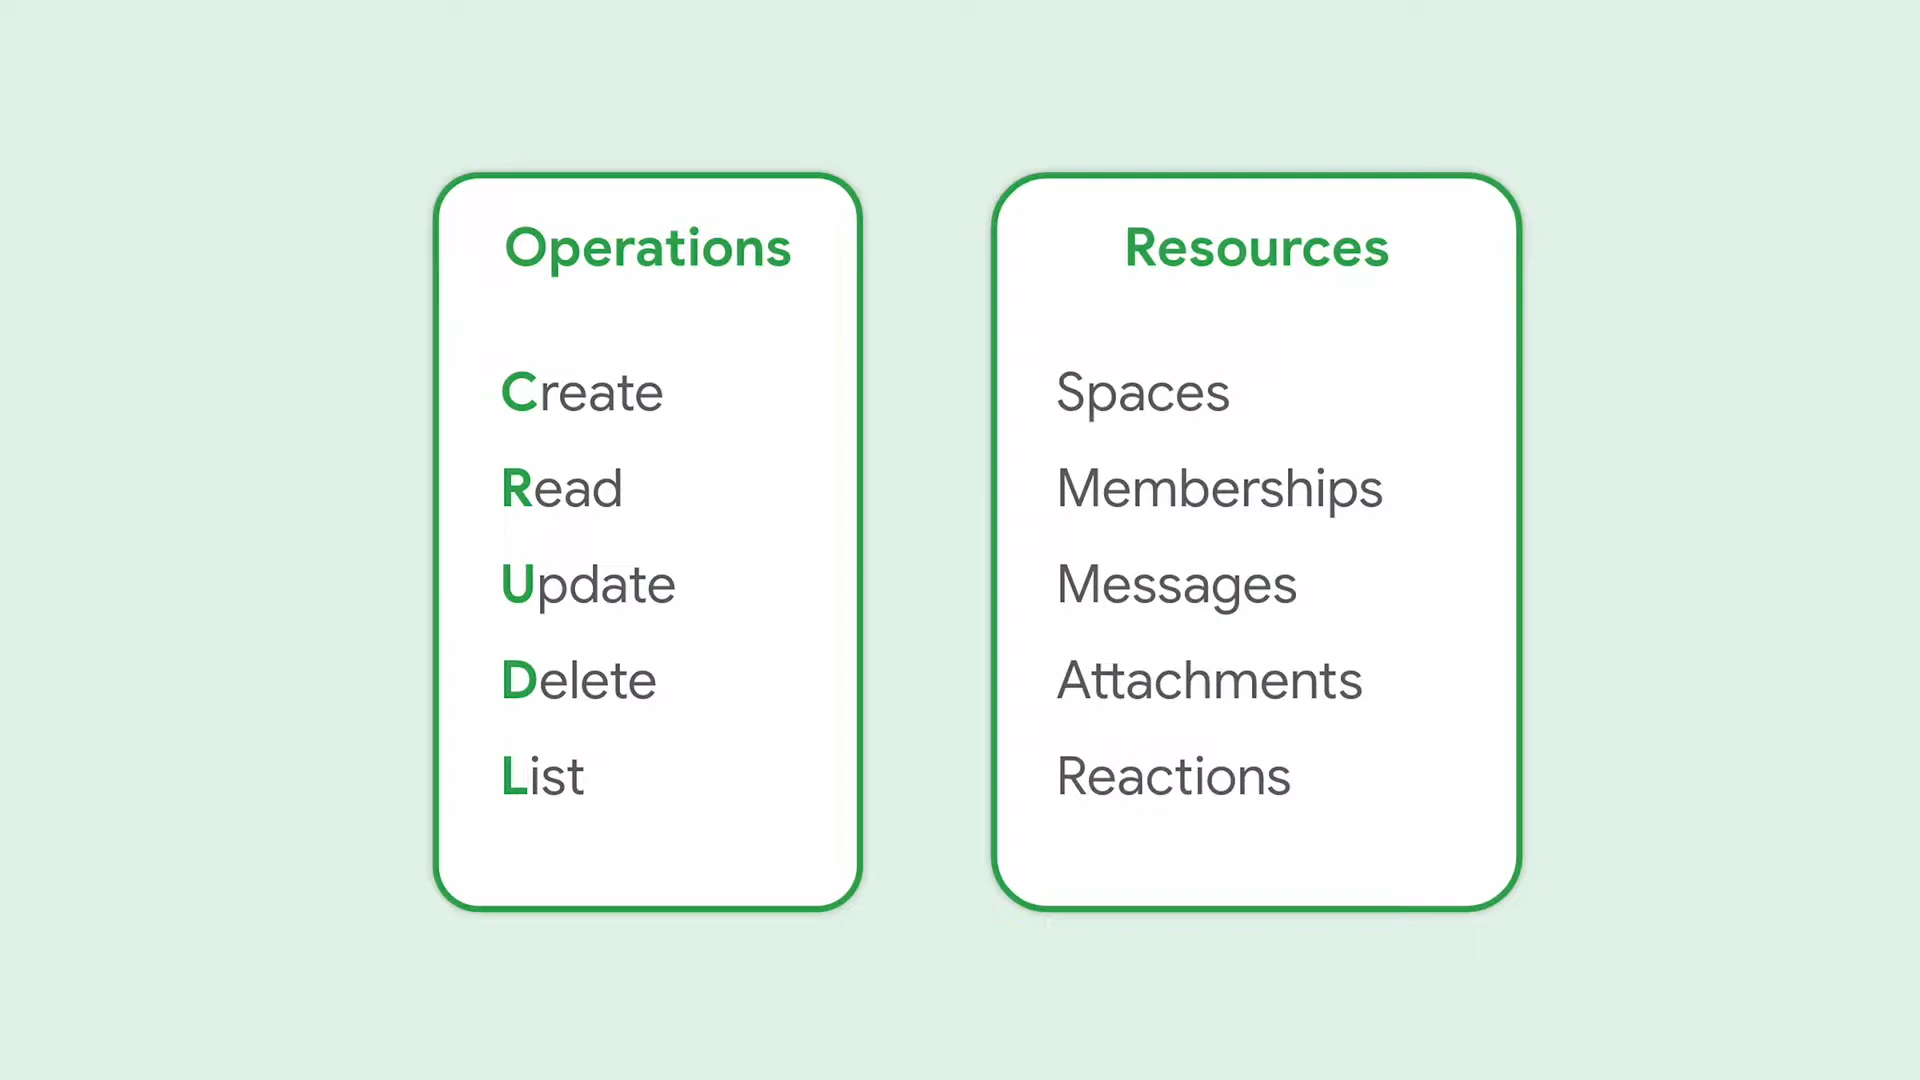 Operations
Create
Read
Update
Delete
List
Resources
Spaces
Memberships
Messages
Attachments
Reactions